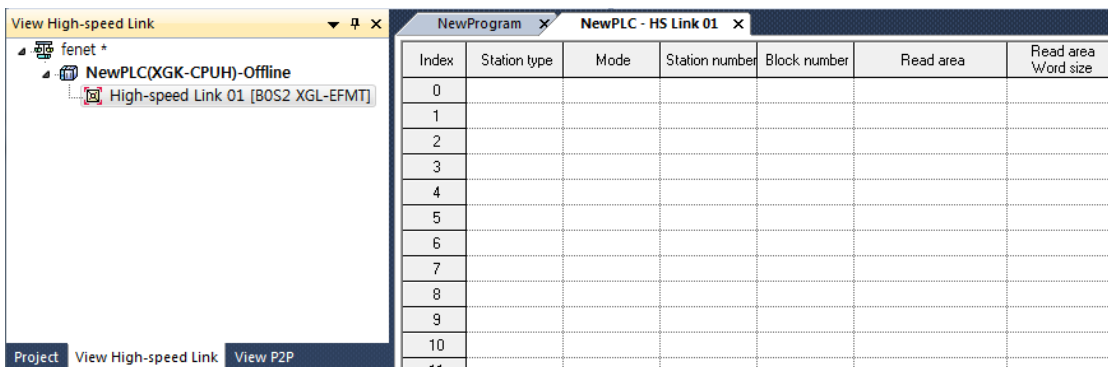 View High-speed Link
fenet *
NewPLC(XGK-CPUH)-Offline
High-speed Link 01 [B0S2 XGL-EFMT]
Project View High-speed Link View P2P
NewProgram NewPLC - HS Link 01
Index Station type Mode Station number Block number Read area Read area Word size
0
1
2
3
4
5
6
7
8
9
10
11